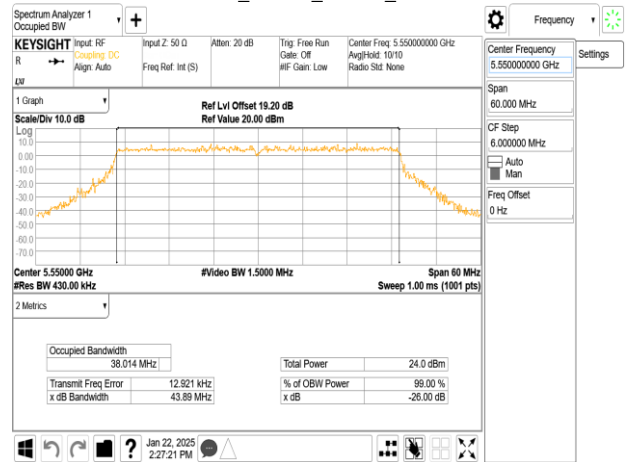 Spectrum Analyzer 1
Occupied BW
Frequency
KEYSIGHT
R
LXI
Input: RF
Coupling: DC
Align: Auto
Input Z: 50 Ω
Freq Ref: Int (S)
Atten: 20 dB
Trig: Free Run
Gate: Off
#IF Gain: Low
Center Freq: 5.550000000 GHz
Avg|Hold: 10/10
Radio Std: None
Center Frequency
5.550000000 GHz
Settings
Span
60.000 MHz
CF Step
6.000000 MHz
Auto
Man
Freq Offset
0 Hz
1 Graph
Scale/Div 10.0 dB
Ref Lvl Offset 19.20 dB
Ref Value 20.00 dBm
Log
10.0
0.00
-10.0
-20.0
-30.0
-40.0
-50.0
-60.0
-70.0
Center 5.55000 GHz
#Res BW 430.00 kHz
#Video BW 1.5000 MHz
Span 60 MHz
Sweep 1.00 ms (1001 pts)
2 Metrics
Occupied Bandwidth
38.014 MHz
Total Power 24.0 dBm
Transmit Freq Error 12.921 kHz
% of OBW Power 99.00 %
x dB Bandwidth 43.89 MHz
x dB -26.00 dB
?
Jan 22, 2025
2:27:21 PM